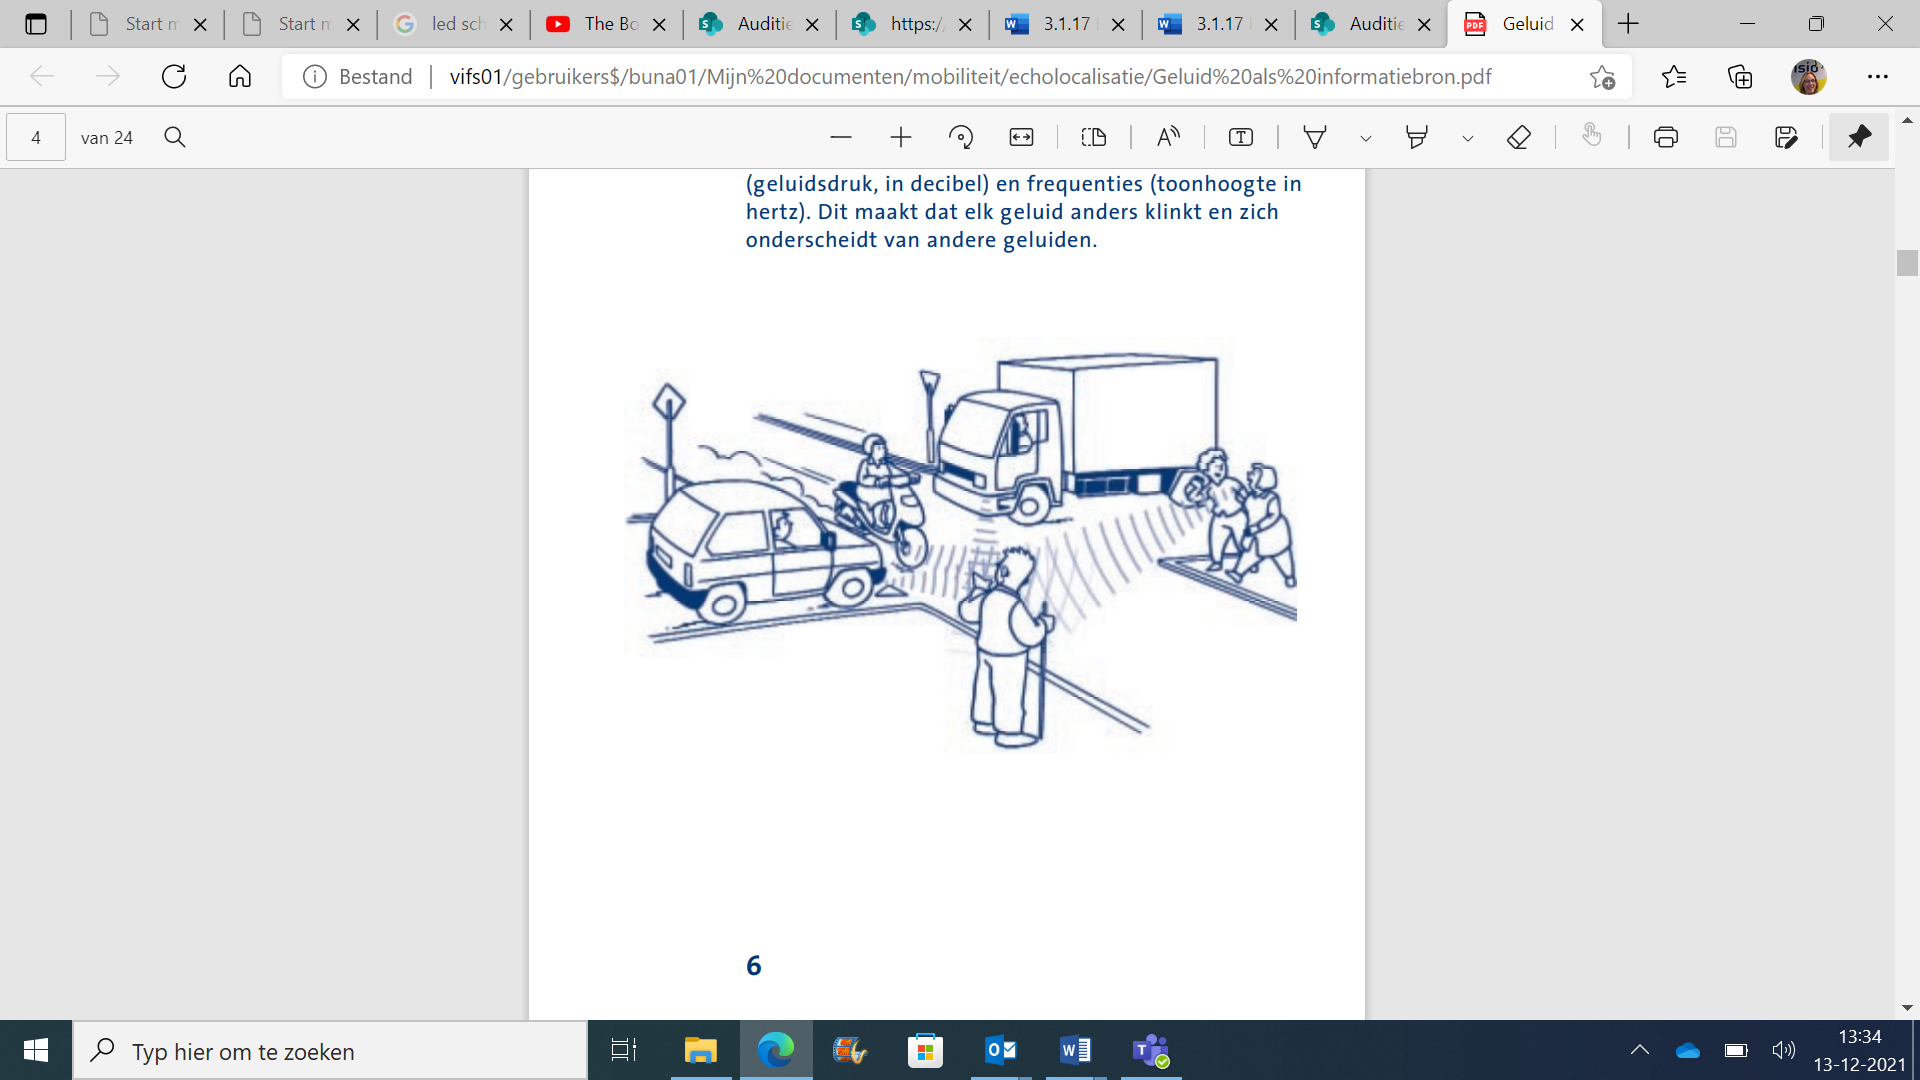 Start m
Start m
led sch
The Bo
Auditie
https:/
3.1.17
3.1.17
Auditie
Geluid
Bestand
vifs01/gebruikers$/buna01/Mijn%20documenten/mobiliteit/echolocalisatie/Geluid%20als%20informatiebron.pdf
4 van 24
(geluidsdruk, in decibel) en frequenties (toonhoogte in
hertz). Dit maakt dat elk geluid anders klinkt en zich
onderscheidt van andere geluiden.
6
Typ hier om te zoeken
13:34
13-12-2021